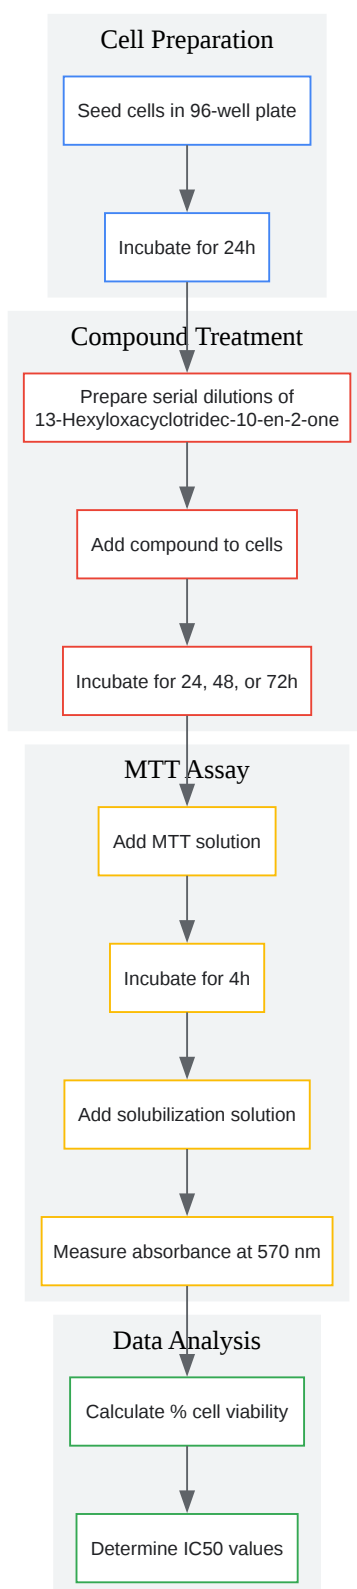 Cell Preparation
Seed cells in 96-well plate
Incubate for 24h
Compound Treatment
Prepare serial dilutions of
13-Hexyloxacyclotridec-10-en-2-one
Add compound to cells
Incubate for 24, 48, or 72h
MTT Assay
Add MTT solution
Incubate for 4h
Add solubilization solution
Measure absorbance at 570 nm
Data Analysis
Calculate % cell viability
Determine IC50 values